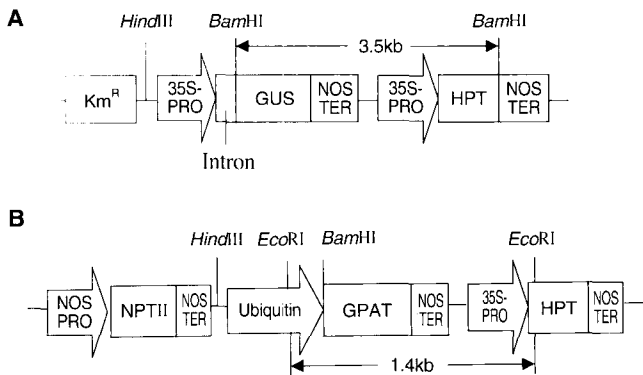 A
HindIII BamHI BamHI
3.5kb
Km^R 35S-PRO GUS NOS TER 35S-PRO HPT NOS TER
Intron
B
HindIII EcoRI BamHI EcoRI
NOS PRO NPTII NOS TER Ubiquitin GPAT NOS TER 35S-PRO HPT NOS TER
1.4kb